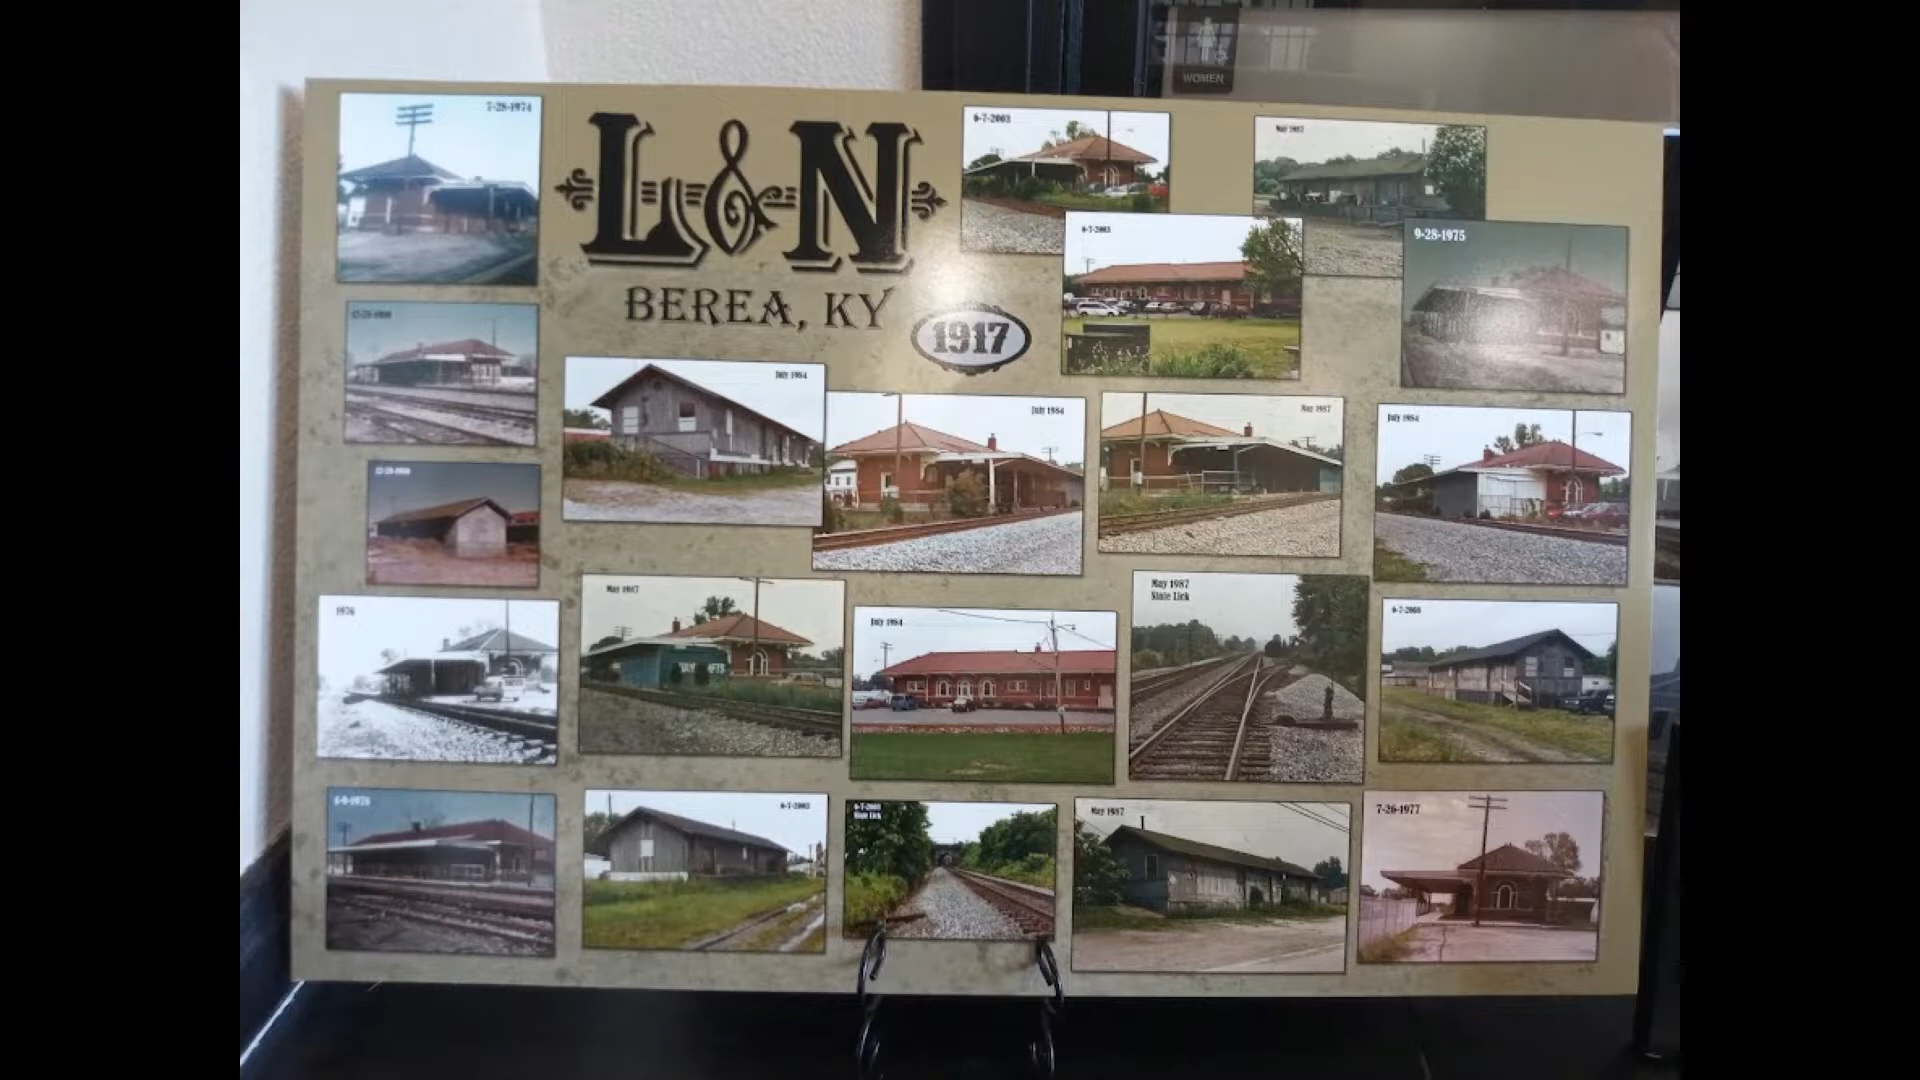 7-28-1974
L&N
BEREA, KY
1917
6-7-2003
May 1987
WOMEN
6-7-2003
9-28-1975
July 1984
July 1984
May 1987
July 1984
1976
May 1987
July 1984
May 1987
State Lick
6-7-2003
6-7-2003
State Lick
May 1987
7-26-1977